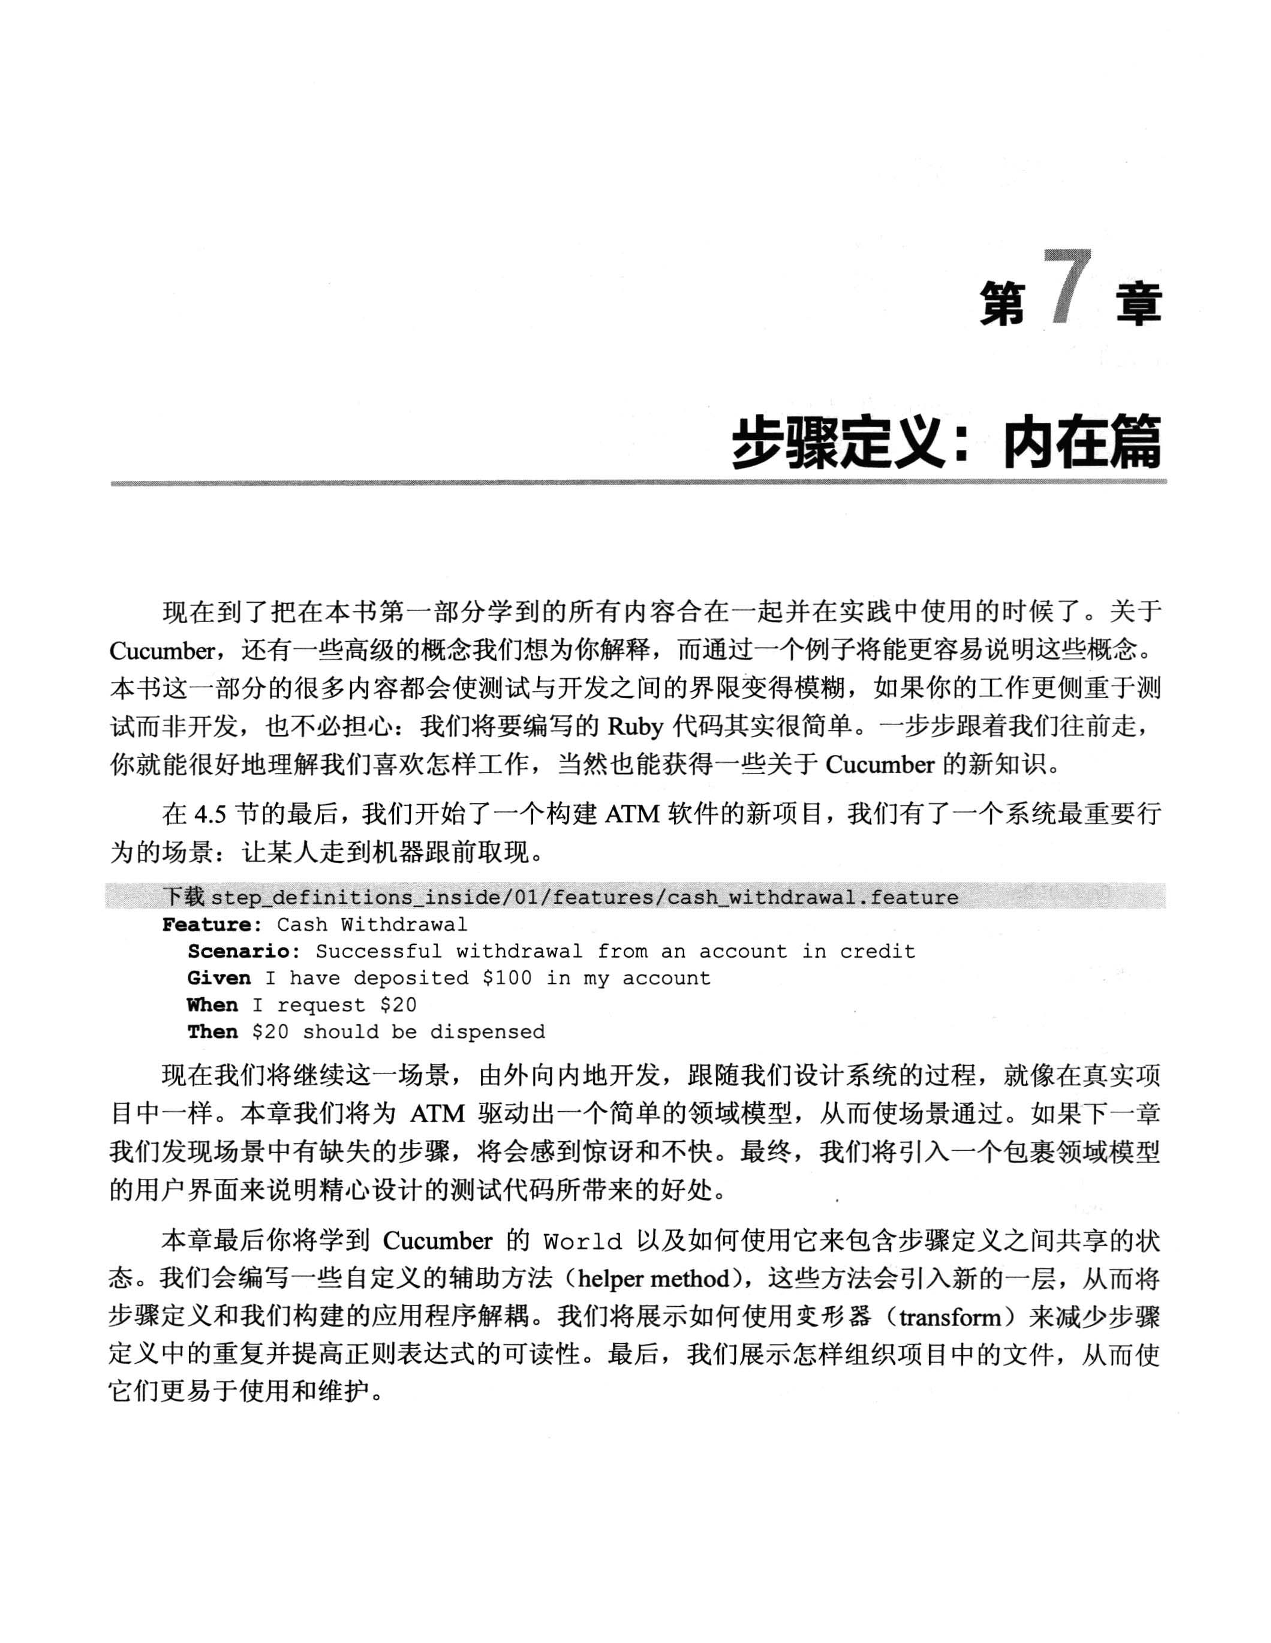 第7章
步骤定义：内在篇
现在到了把在本书第一部分学到的所有内容合在一起并在实践中使用的时候了。关于
Cucumber，还有一些高级的概念我们想为你解释，而通过一个例子将能更容易说明这些概念。
本书这一部分的很多内容都会使测试与开发之间的界限变得模糊，如果你的工作更侧重于测
试而非开发，也不必担心：我们将要编写的 Ruby 代码其实很简单。一步步跟着我们往前走，
你就能很好地理解我们喜欢怎样工作，当然也能获得一些关于 Cucumber 的新知识。
在 4.5 节的最后，我们开始了一个构建 ATM 软件的新项目，我们有了一个系统最重要行
为的场景：让某人走到机器跟前取现。
下载 step_definitions_inside/01/features/cash_withdrawal.feature
Feature: Cash Withdrawal
Scenario: Successful withdrawal from an account in credit
Given I have deposited $100 in my account
When I request $20
Then $20 should be dispensed
现在我们将继续这一场景，由外向内地开发，跟随我们设计系统的过程，就像在真实项
目中一样。本章我们将为 ATM 驱动出一个简单的领域模型，从而使场景通过。如果下一章
我们发现场景中有缺失的步骤，将会感到惊讶和不快。最终，我们将引入一个包裹领域模型
的用户界面来说明精心设计的测试代码所带来的好处。
本章最后你将学到 Cucumber 的 World 以及如何使用它来包含步骤定义之间共享的状
态。我们会编写一些自定义的辅助方法（helper method），这些方法会引入新的一层，从而将
步骤定义和我们构建的应用程序解耦。我们将展示如何使用变形器（transform）来减少步骤
定义中的重复并提高正则表达式的可读性。最后，我们展示怎样组织项目中的文件，从而使
它们更易于使用和维护。